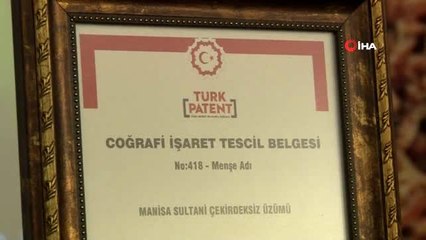 İHA
TÜRK
PATENT
COĞRAFİ İŞARET TESCİL BELGESİ
No:418 - Menşe Adı
MANİSA SULTANİ ÇEKİRDEKSİZ ÜZÜMÜ